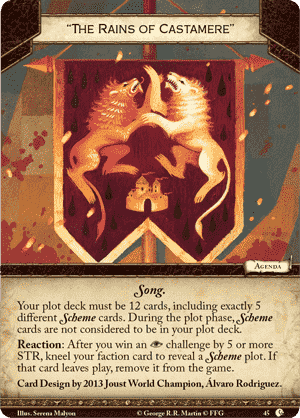 "The Rains of Castamere"
Agenda
Song.
Your plot deck must be 12 cards, including exactly 5
different Scheme cards. During the plot phase, Scheme
cards are not considered to be in your plot deck.
Reaction: After you win an challenge by 5 or more
STR, kneel your faction card to reveal a Scheme plot. If
that card leaves play, remove it from the game.
Card Design by 2013 Joust World Champion, Álvaro Rodriguez.
Illus. Serena Malyon
© George R.R. Martin © FFG
45